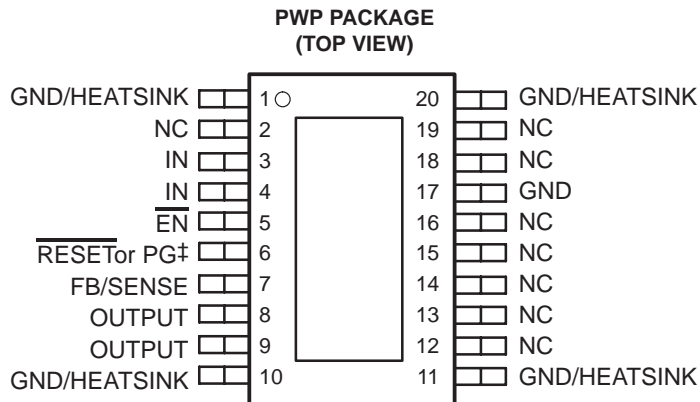 PWP PACKAGE
(TOP VIEW)
GND/HEATSINK 1 20 GND/HEATSINK
NC 2 19 NC
IN 3 18 NC
IN 4 17 GND
EN 5 16 NC
RESETor PG‡ 6 15 NC
FB/SENSE 7 14 NC
OUTPUT 8 13 NC
OUTPUT 9 12 NC
GND/HEATSINK 10 11 GND/HEATSINK